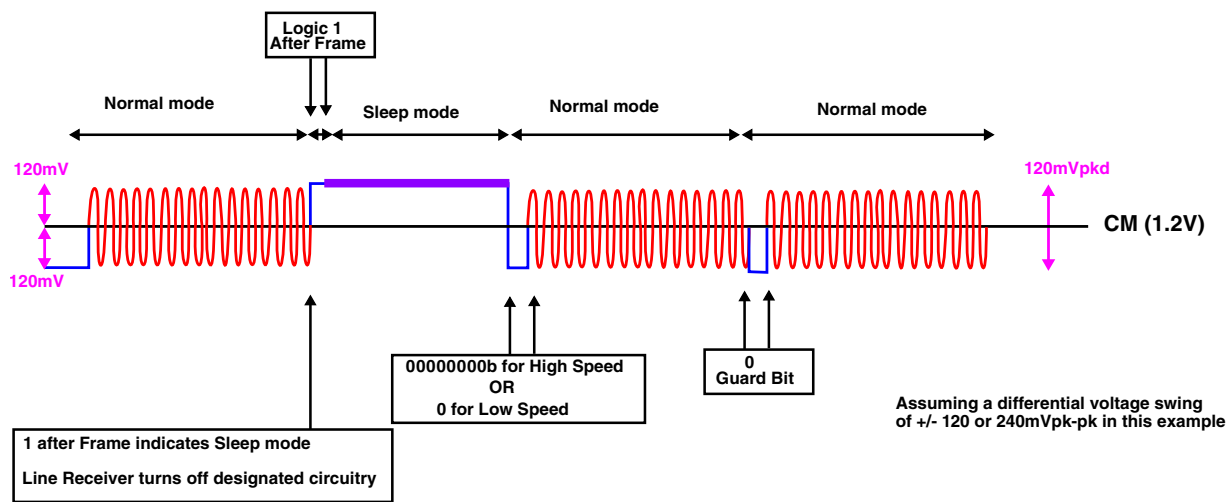 Logic 1
After Frame
Normal mode
Sleep mode
Normal mode
Normal mode
120mV
120mVpkd
CM (1.2V)
120mV
00000000b for High Speed
OR
0 for Low Speed
0
Guard Bit
Assuming a differential voltage swing
of +/- 120 or 240mVpk-pk in this example
1 after Frame indicates Sleep mode
Line Receiver turns off designated circuitry